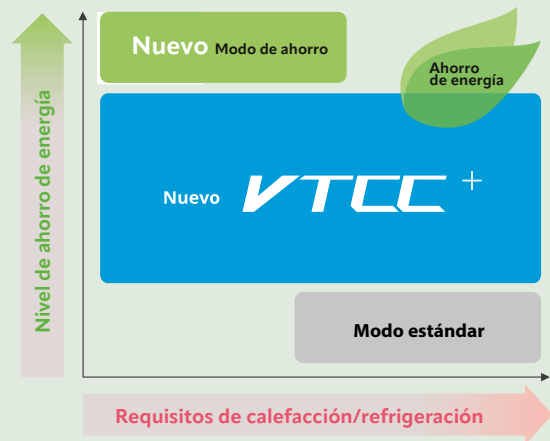 Nuevo Modo de ahorro
Ahorro
de energía
Nivel de ahorro de energía
Nuevo VTCC+
Modo estándar
Requisitos de calefacción/refrigeración